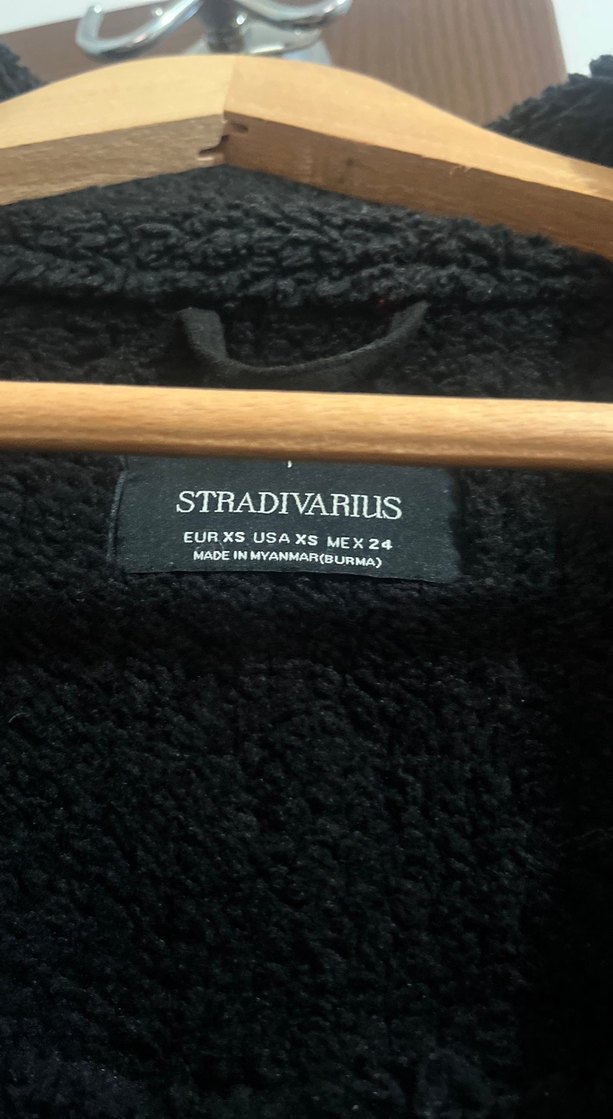 STRADIVARIUS
EUR XS USA XS MEX 24
MADE IN MYANMAR(BURMA)